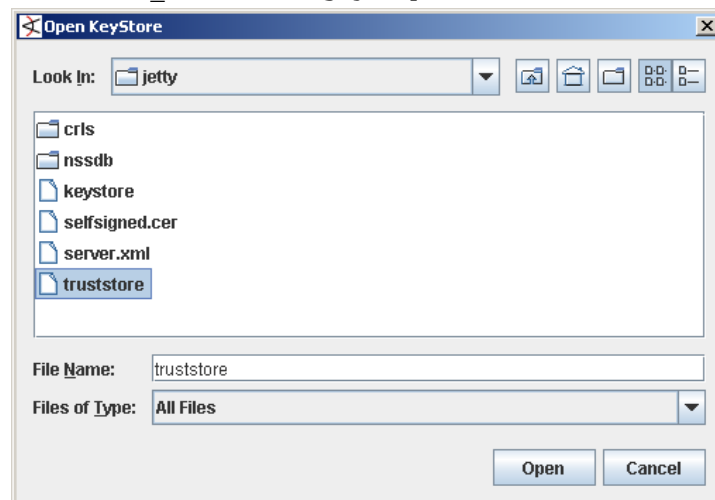 Open KeyStore
Look In: jetty
crls
nssdb
keystore
selfsigned.cer
server.xml
truststore
File Name: truststore
Files of Type: All Files
Open Cancel